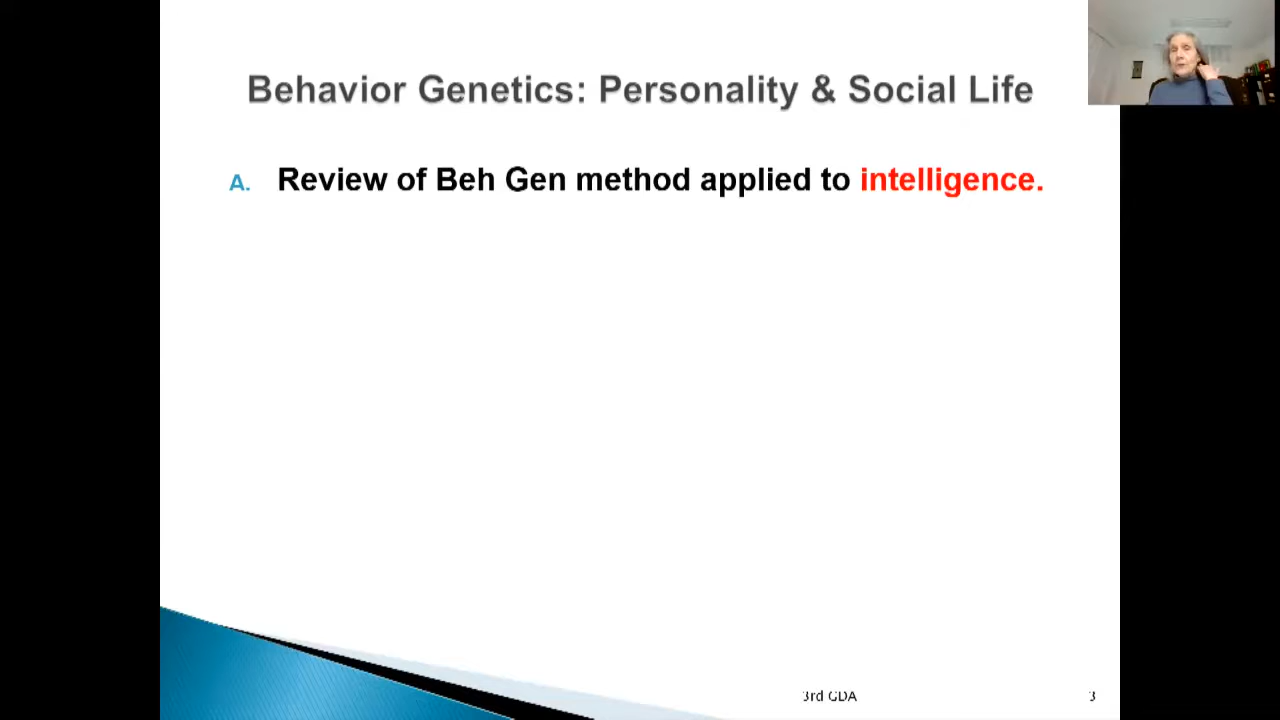 Behavior Genetics: Personality & Social Life
A. Review of Beh Gen method applied to intelligence.
3rd GDA
3